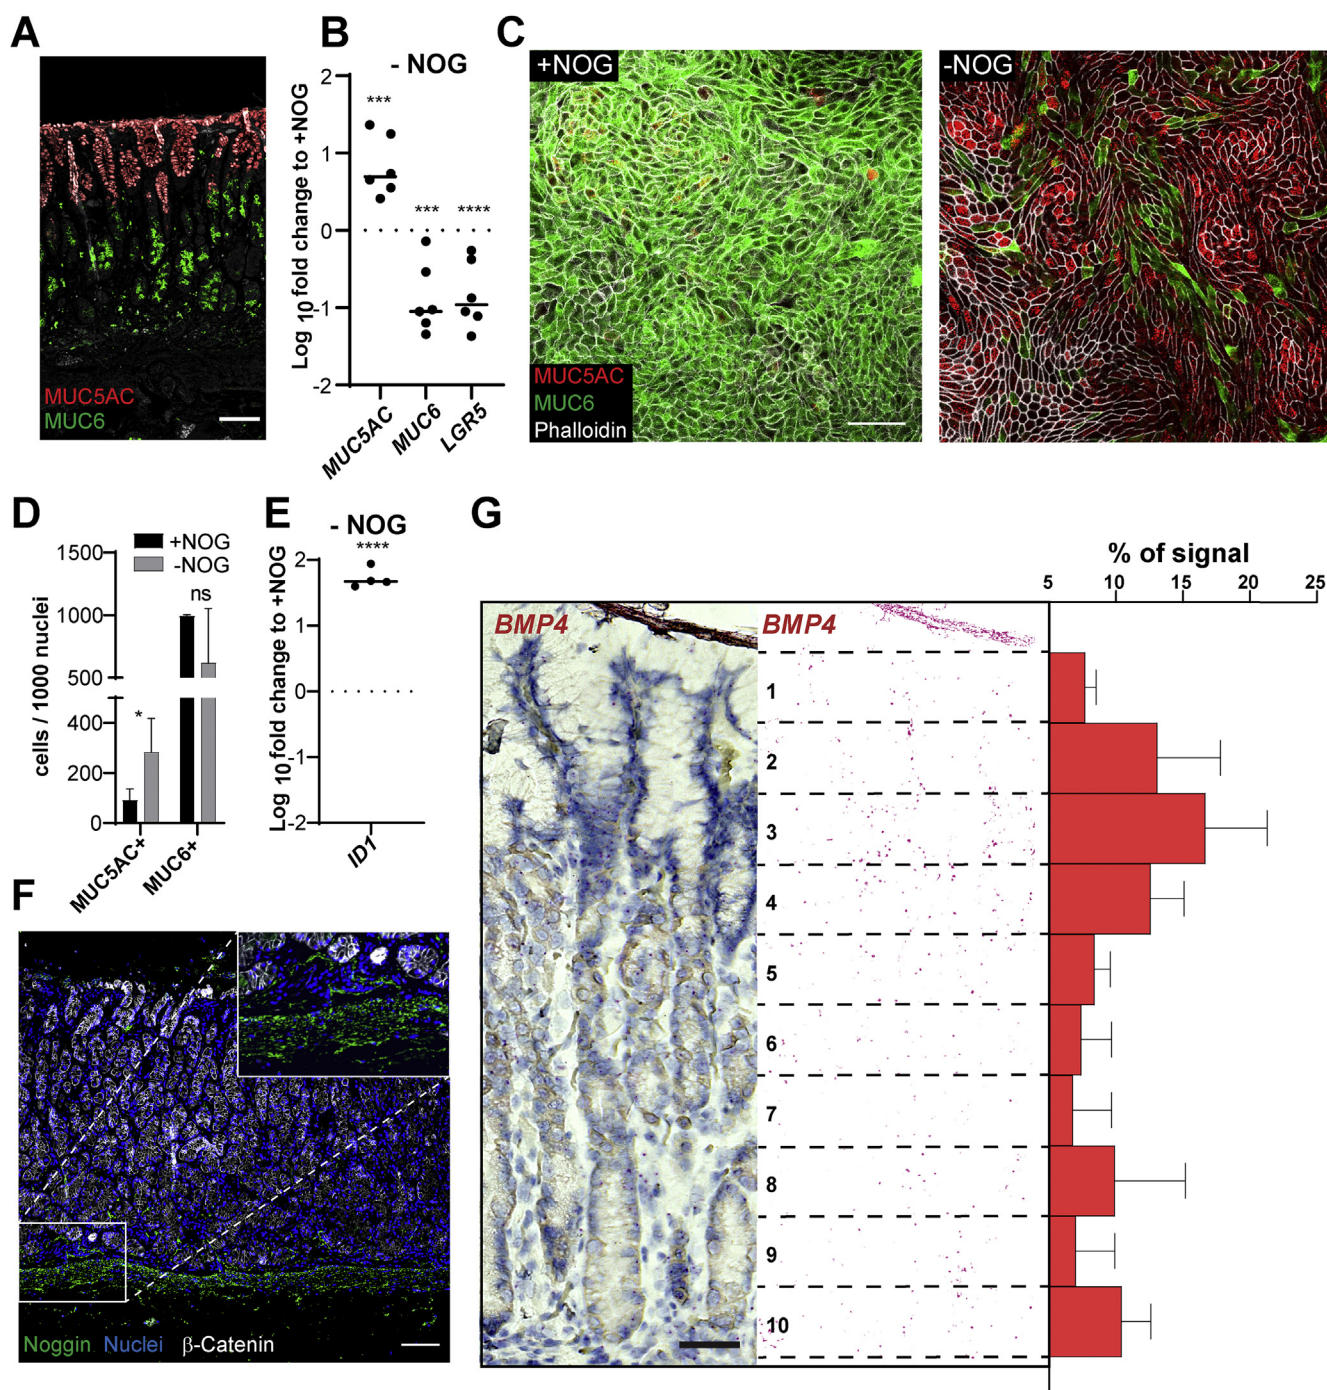 A
MUC5AC
MUC6
B
- NOG
Log 10 fold change to +NOG
2
1
0
-1
-2
***
***
****
MUC5AC
MUC6
LGR5
C
+NOG
MUC5AC
MUC6
Phalloidin
-NOG
D
+NOG
-NOG
cells / 1000 nuclei
1500
1000
500
400
200
0
*
ns
MUC5AC+
MUC6+
E
- NOG
****
Log 10 fold change to +NOG
2
1
0
-1
-2
ID1
F
Noggin Nuclei β-Catenin
G
% of signal
5 10 15 20 25
BMP4
BMP4
1
2
3
4
5
6
7
8
9
10